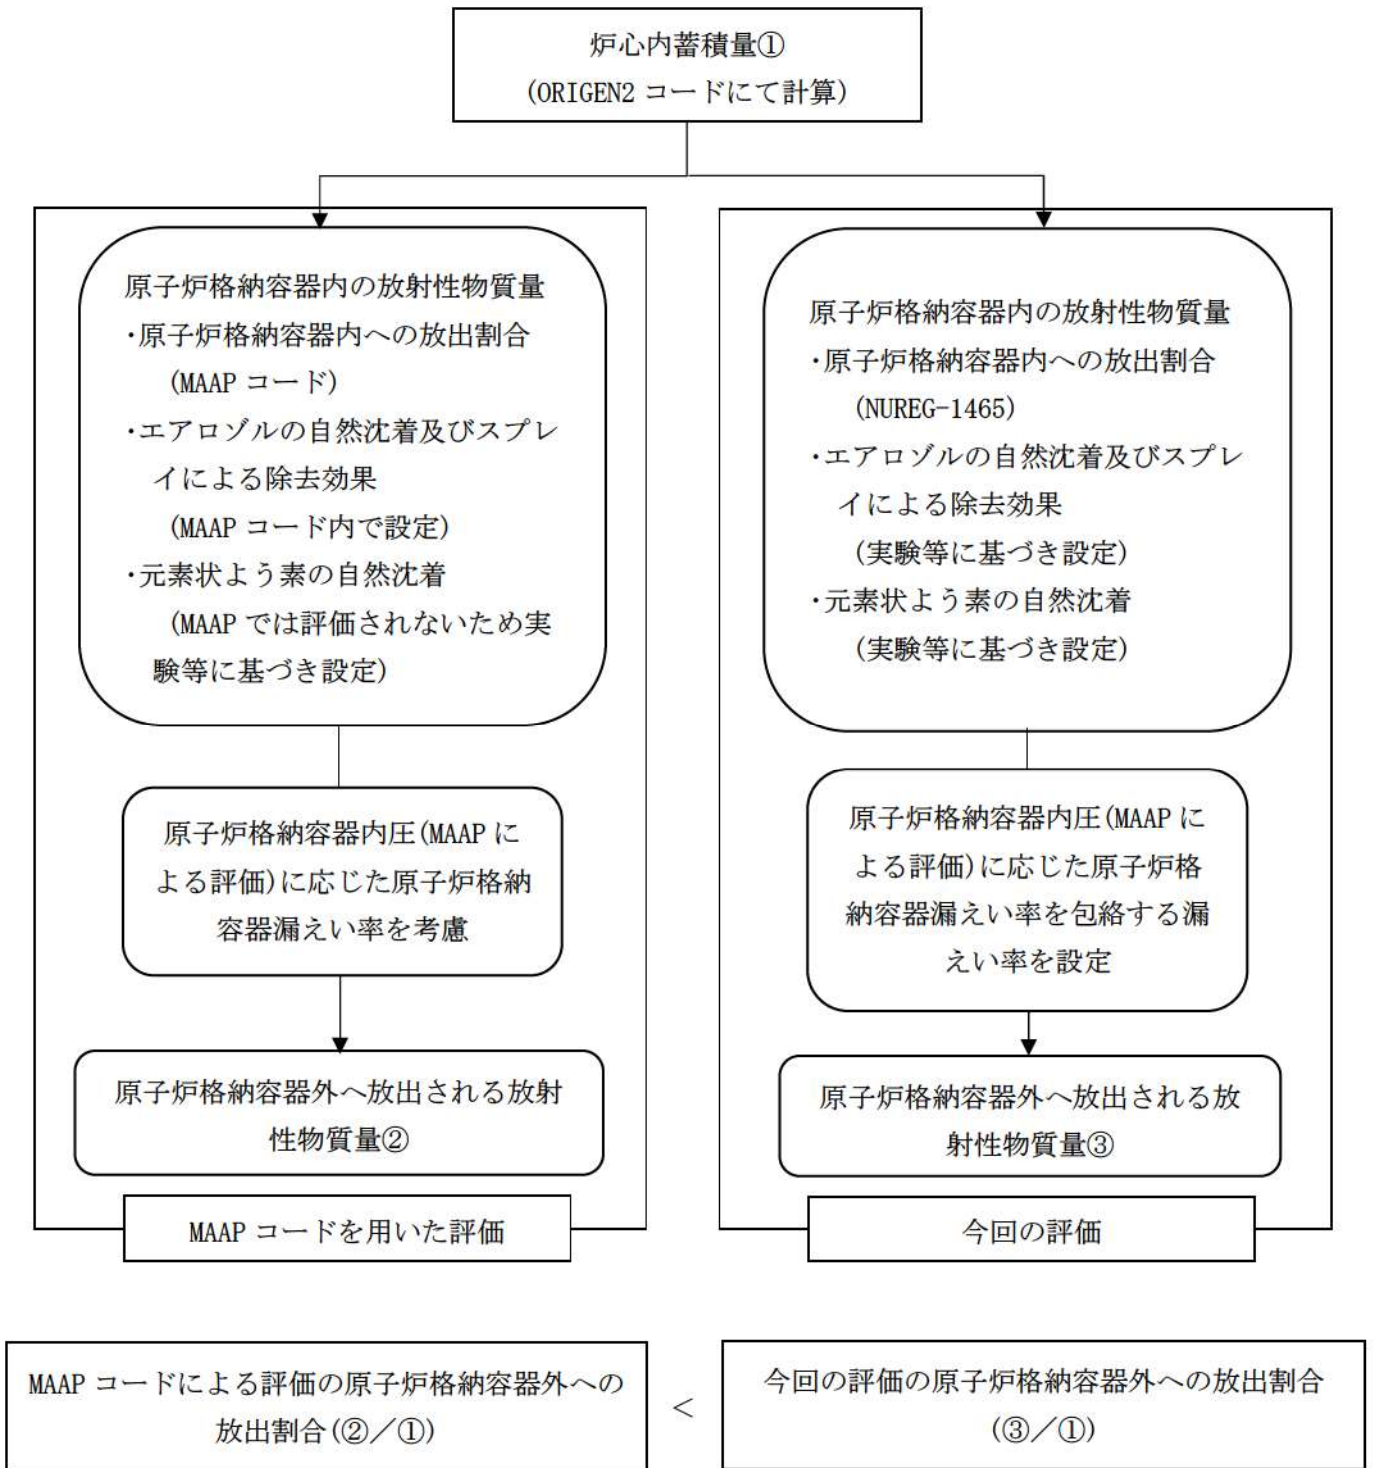 炉心内蓄積量①
(ORIGEN2 コードにて計算)
原子炉格納容器内の放射性物質量
・原子炉格納容器内への放出割合
(MAAP コード)
・エアロゾルの自然沈着及びスプレ
イによる除去効果
(MAAP コード内で設定)
・元素状よう素の自然沈着
(MAAP では評価されないため実
験等に基づき設定)
原子炉格納容器内圧(MAAP に
よる評価)に応じた原子炉格納
容器漏えい率を考慮
原子炉格納容器外へ放出される放射
性物質量②
MAAP コードを用いた評価
原子炉格納容器内の放射性物質量
・原子炉格納容器内への放出割合
(NUREG-1465)
・エアロゾルの自然沈着及びスプレ
イによる除去効果
(実験等に基づき設定)
・元素状よう素の自然沈着
(実験等に基づき設定)
原子炉格納容器内圧(MAAP に
よる評価)に応じた原子炉格
納容器漏えい率を包絡する漏
えい率を設定
原子炉格納容器外へ放出される放
射性物質量③
今回の評価
MAAP コードによる評価の原子炉格納容器外への
放出割合(②／①)
＜
今回の評価の原子炉格納容器外への放出割合
(③／①)